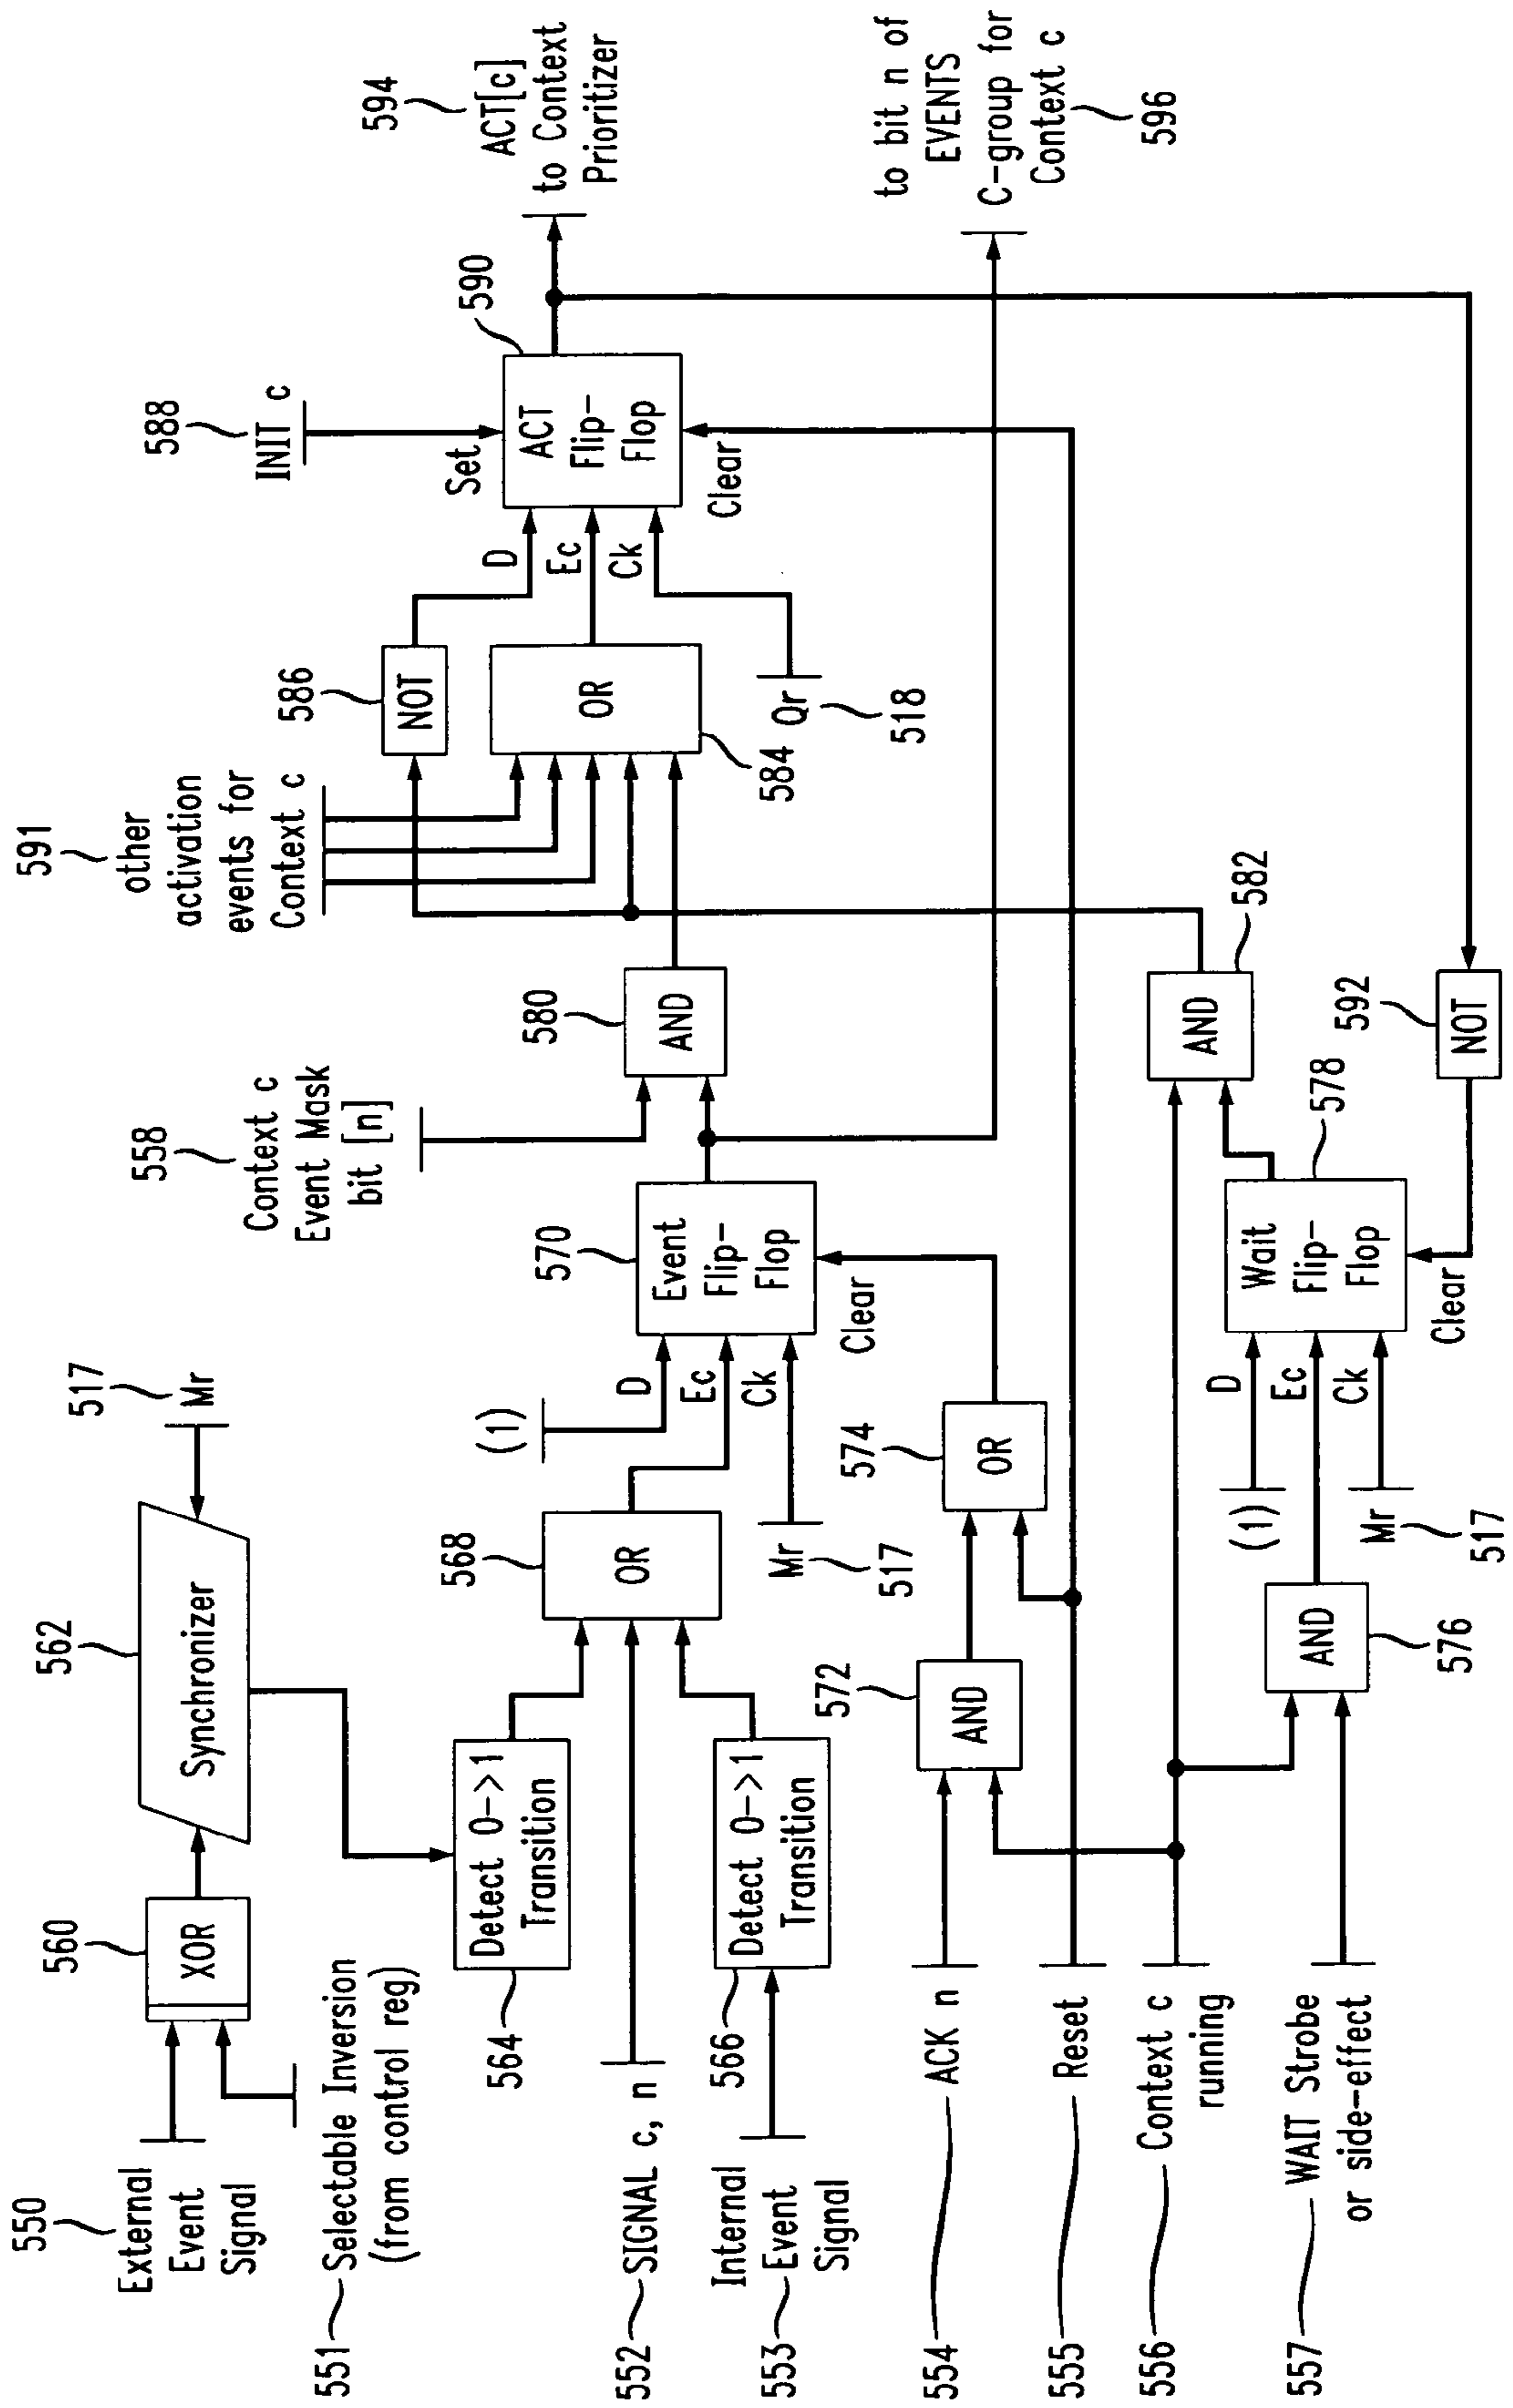 550
External
Event
Signal
551
Selectable Inversion
(from control reg)
560
XOR
562
Synchronizer
517
Mr
564
Detect 0->1
Transition
552
SIGNAL c, n
566
Detect 0->1
Transition
553
Internal
Event
Signal
568
OR
(1)
D
Ec
Ck
Mr
517
570
Event
Flip-
Flop
Clear
558
Context c
Event Mask
bit [n]
580
AND
591
other
activation
events for
Context c
586
NOT
OR
584
Qr
518
D
Ec
Ck
588
INIT c
Set
590
ACT
Flip-
Flop
Clear
594
ACT[c]
to Context
Prioritizer
to bit n of
EVENTS
C-group for
Context c
596
554
ACK n
555
Reset
556
Context c
running
557
WAIT Strobe
or side-effect
572
AND
574
OR
AND
576
(1)
Mr
517
D
Ec
Ck
Wait
Flip-
Flop
578
Clear
AND
582
592
NOT